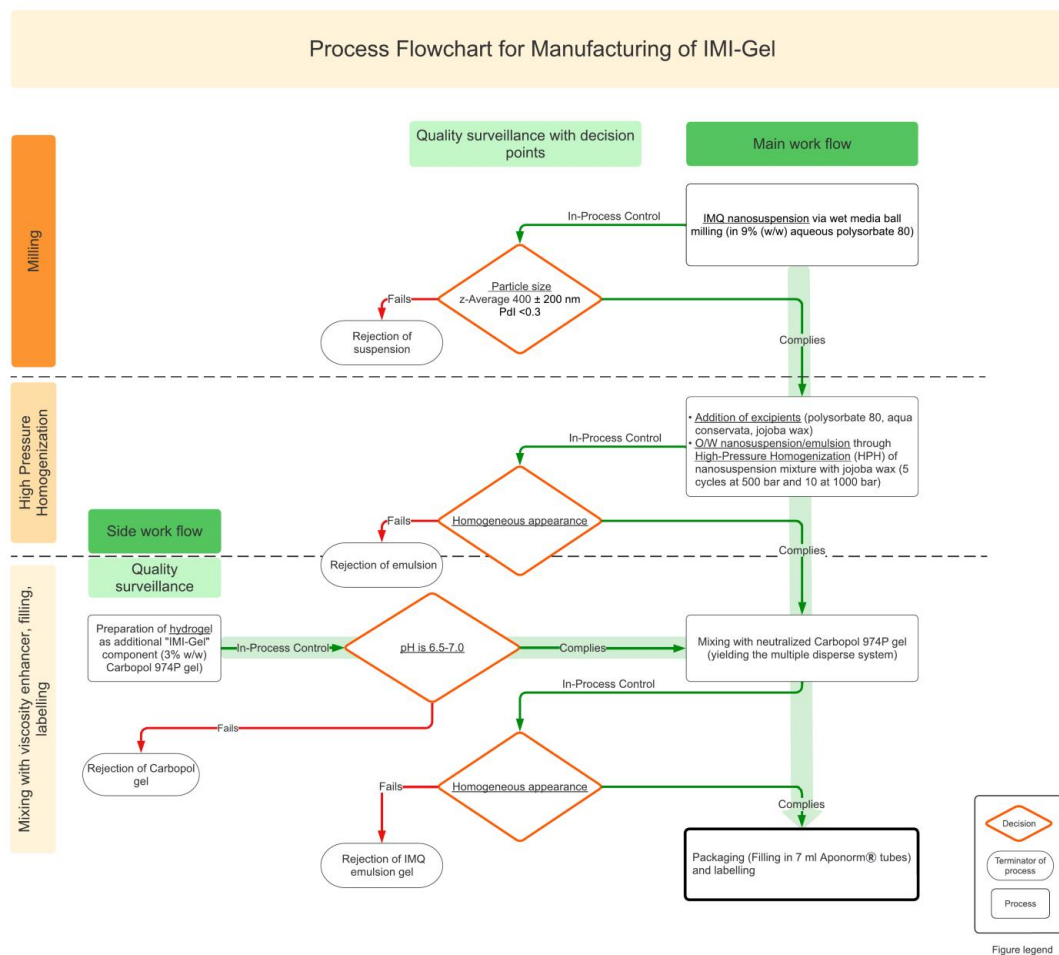 Process Flowchart for Manufacturing of IMI-Gel
Quality surveillance with decision
points
Main work flow
Milling
In-Process Control
IMQ nanosuspension via wet media ball
milling (in 9% (w/w) aqueous polysorbate 80)
Particle size
z-Average 400 ± 200 nm
PdI <0.3
Fails
Rejection of
suspension
Complies
High Pressure
Homogenization
In-Process Control
• Addition of excipients (polysorbate 80, aqua
conservata, jojoba wax)
• O/W nanosuspension/emulsion through
High-Pressure Homogenization (HPH) of
nanosuspension mixture with jojoba wax (5
cycles at 500 bar and 10 at 1000 bar)
Homogeneous appearance
Fails
Rejection of emulsion
Complies
Side work flow
Quality
surveillance
Mixing with viscosity enhancer, filling,
labelling
Preparation of hydrogel
as additional "IMI-Gel"
component (3% w/w)
Carbopol 974P gel)
In-Process Control
pH is 6.5-7.0
Complies
Mixing with neutralized Carbopol 974P gel
(yielding the multiple disperse system)
In-Process Control
Fails
Rejection of Carbopol
gel
Homogeneous appearance
Fails
Rejection of IMQ
emulsion gel
Complies
Packaging (Filling in 7 ml Aponorm® tubes)
and labelling
Decision
Terminator of
process
Process
Figure legend